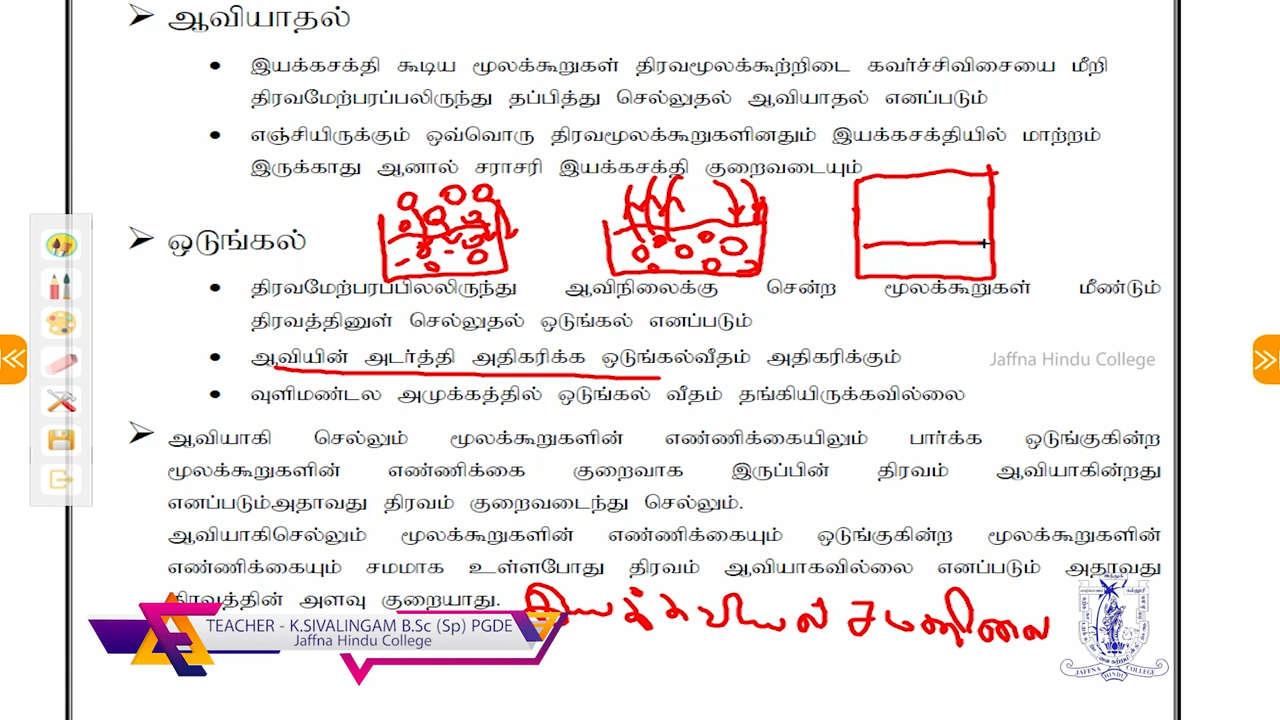 ஆவியாதல்
இயக்கசக்தி கூடிய மூலக்கூறுகள் திரவமூலக்கூற்றிடை கவர்ச்சிவிசையை மீறி
திரவமேற்பரப்பலிருந்து தப்பித்து செல்லுதல் ஆவியாதல் எனப்படும்
எஞ்சியிருக்கும் ஒவ்வொரு திரவமூலக்கூறுகளினதும் இயக்கசக்தியில் மாற்றம்
இருக்காது ஆனால் சராசரி இயக்கசக்தி குறைவடையும்
ஒடுங்கல்
திரவமேற்பரப்பிலலிருந்து ஆவிநிலைக்கு சென்ற மூலக்கூறுகள் மீண்டும்
திரவத்தினுள் செல்லுதல் ஒடுங்கல் எனப்படும்
ஆவியின் அடர்த்தி அதிகரிக்க ஒடுங்கல்வீதம் அதிகரிக்கும்
Jaffna Hindu College
வுளிமண்டல அமுக்கத்தில் ஒடுங்கல் வீதம் தங்கியிருக்கவில்லை
ஆவியாகி செல்லும் மூலக்கூறுகளின் எண்ணிக்கையிலும் பார்க்க ஒடுங்குகின்ற
மூலக்கூறுகளின் எண்ணிக்கை குறைவாக இருப்பின் திரவம் ஆவியாகின்றது
எனப்படும்அதாவது திரவம் குறைவடைந்து செல்லும்.
ஆவியாகிசெல்லும் மூலக்கூறுகளின் எண்ணிக்கையும் ஒடுங்குகின்ற மூலக்கூறுகளின்
எண்ணிக்கையும் சமமாக உள்ளபோது திரவம் ஆவியாகவில்லை எனப்படும் அதாவது
திரவத்தின் அளவு குறையாது.
இயக்கவியல் சமனிலை
TEACHER - K.SIVALINGAM B.Sc (Sp) PGDE
Jaffna Hindu College
JAFFNA HINDU COLLEGE